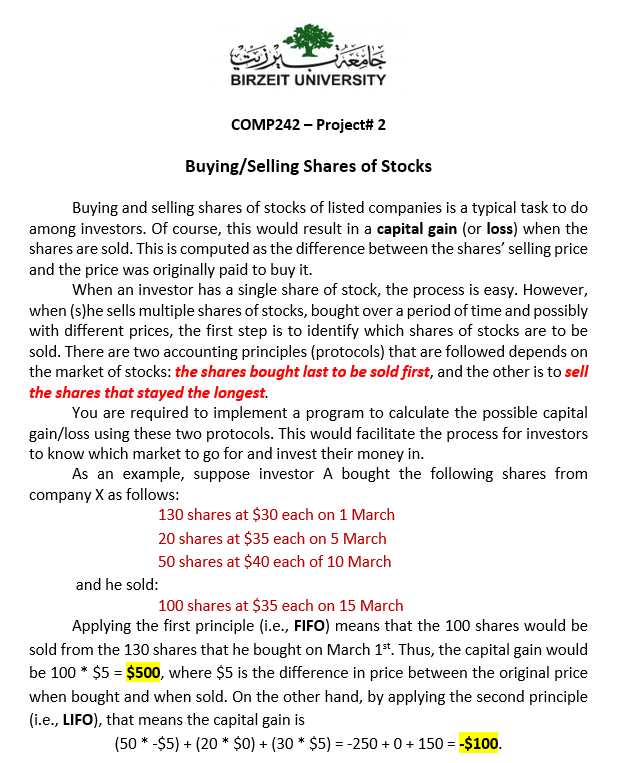 جامعة بيرزيت
BIRZEIT UNIVERSITY
COMP242 – Project# 2
Buying/Selling Shares of Stocks
Buying and selling shares of stocks of listed companies is a typical task to do
among investors. Of course, this would result in a capital gain (or loss) when the
shares are sold. This is computed as the difference between the shares’ selling price
and the price was originally paid to buy it.
When an investor has a single share of stock, the process is easy. However,
when (s)he sells multiple shares of stocks, bought over a period of time and possibly
with different prices, the first step is to identify which shares of stocks are to be
sold. There are two accounting principles (protocols) that are followed depends on
the market of stocks: the shares bought last to be sold first, and the other is to sell
the shares that stayed the longest.
You are required to implement a program to calculate the possible capital
gain/loss using these two protocols. This would facilitate the process for investors
to know which market to go for and invest their money in.
As an example, suppose investor A bought the following shares from
company X as follows:
130 shares at $30 each on 1 March
20 shares at $35 each on 5 March
50 shares at $40 each of 10 March
and he sold:
100 shares at $35 each on 15 March
Applying the first principle (i.e., FIFO) means that the 100 shares would be
sold from the 130 shares that he bought on March 1st. Thus, the capital gain would
be 100 * $5 = $500, where $5 is the difference in price between the original price
when bought and when sold. On the other hand, by applying the second principle
(i.e., LIFO), that means the capital gain is
(50 * -$5) + (20 * $0) + (30 * $5) = -250 + 0 + 150 = -$100.